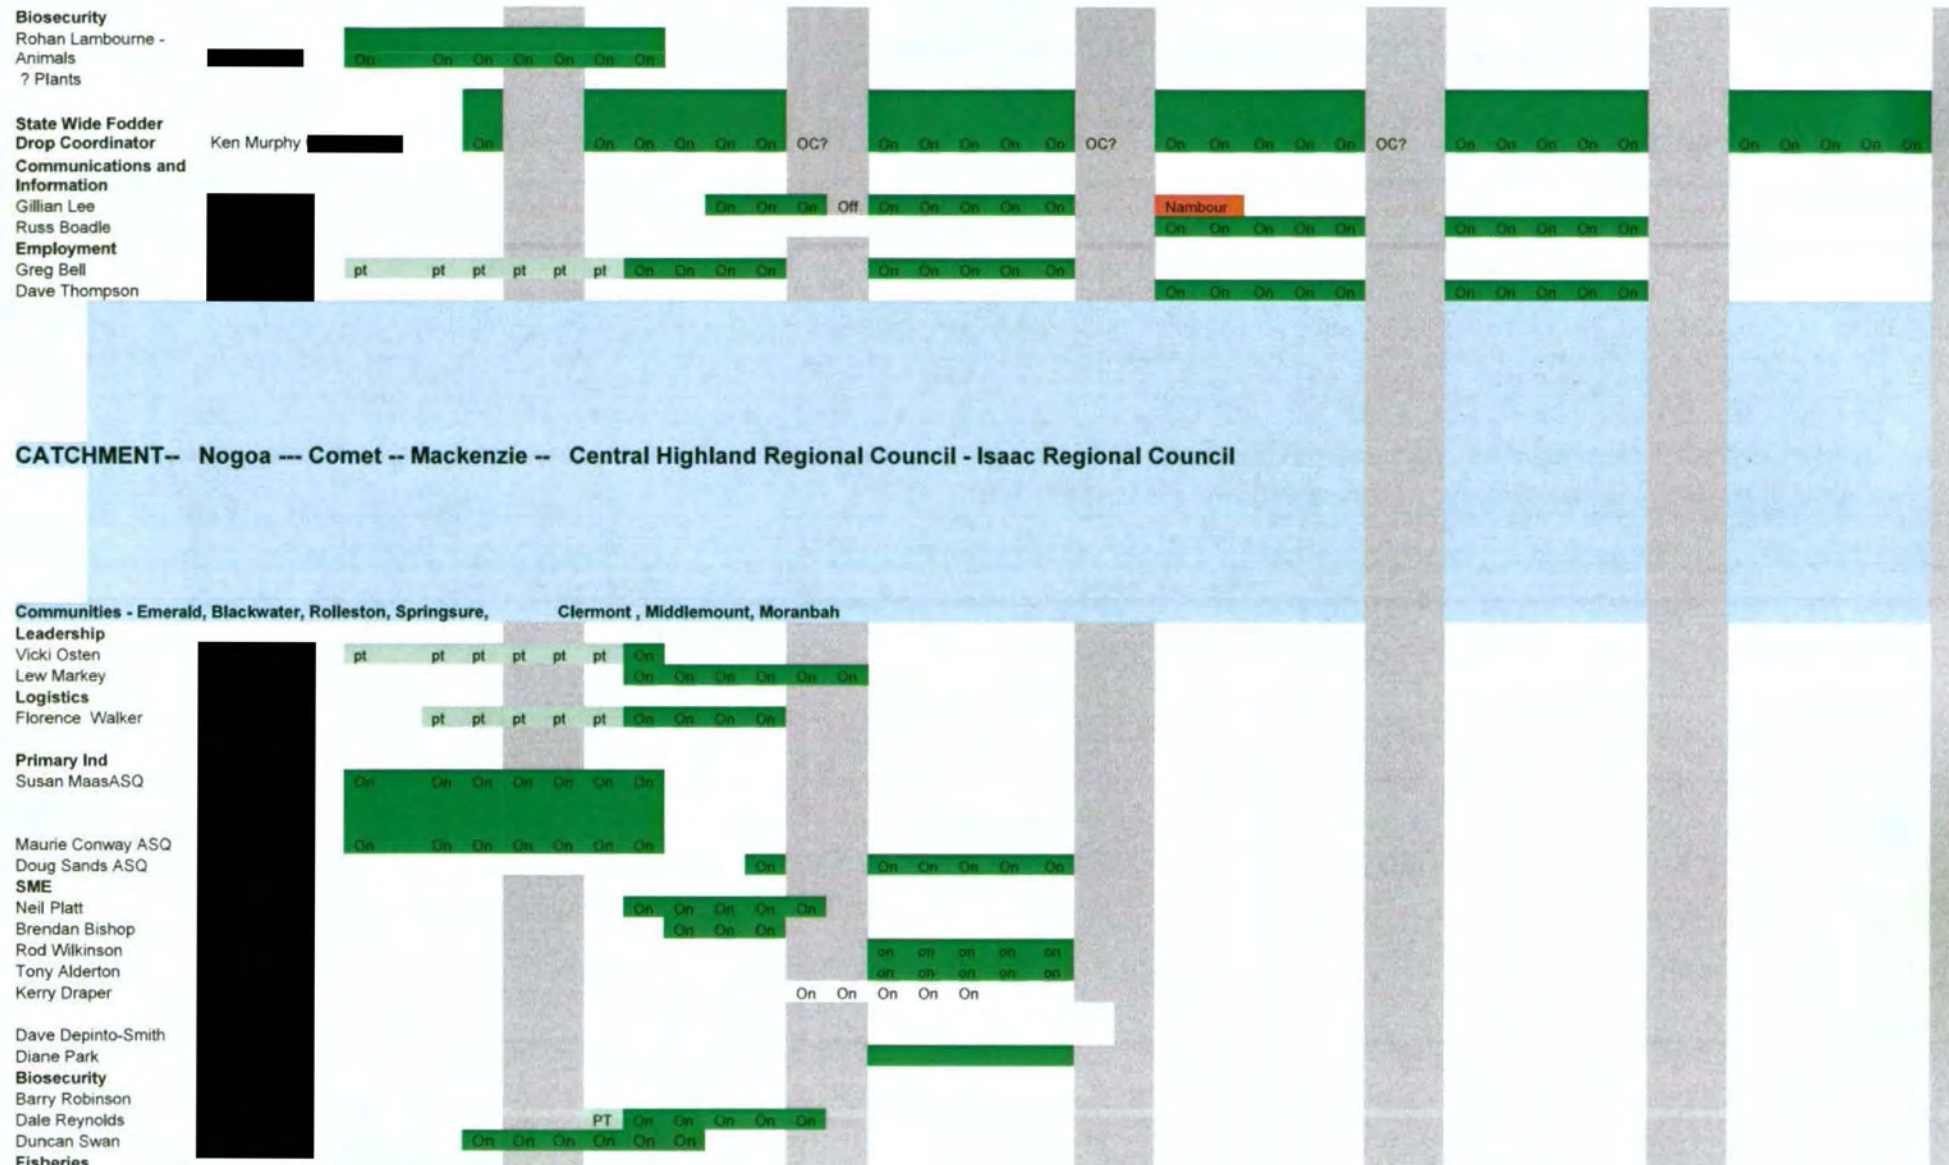 Biosecurity
Rohan Lambourne -
Animals On On On On On On On
? Plants
State Wide Fodder
Drop Coordinator Ken Murphy On On On On On On OC? On On On On On OC? On On On On On OC? On On On On On On On On On On
Communications and
Information
Gillian Lee On On On Off On On On On On Nambour
Russ Boadle On On On On On On On On On On
Employment
Greg Bell pt pt pt pt pt pt On On On On On On On On On
Dave Thompson On On On On On On On On On On
CATCHMENT-- Nogoa --- Comet -- Mackenzie -- Central Highland Regional Council - Isaac Regional Council
Communities - Emerald, Blackwater, Rolleston, Springsure, Clermont , Middlemount, Moranbah
Leadership
Vicki Osten pt pt pt pt pt pt On
Lew Markey On On On On On On
Logistics
Florence Walker pt pt pt pt pt On On On On
Primary Ind
Susan MaasASQ On On On On On On On
Maurie Conway ASQ On On On On On On On
Doug Sands ASQ On On On On On On
SME
Neil Platt On On On On On
Brendan Bishop On On On
Rod Wilkinson on on on on on
Tony Alderton on on on on on
Kerry Draper On On On On On
Dave Depinto-Smith
Diane Park
Biosecurity
Barry Robinson
Dale Reynolds PT On On On On On
Duncan Swan On On On On On On
Fisheries